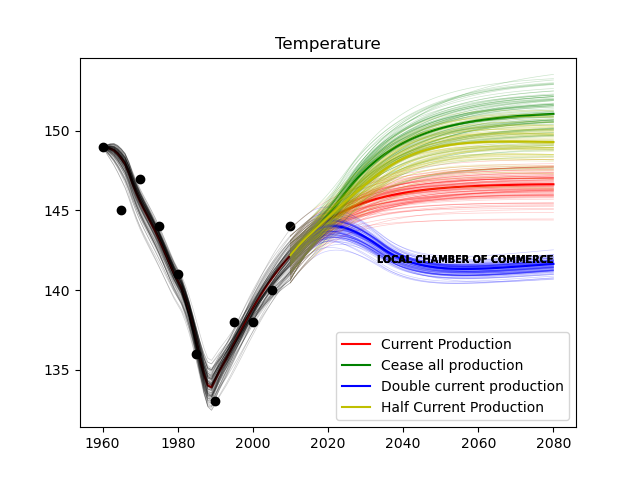 Temperature
150
145
140
135
LOCAL CHAMBER OF COMMERCE
Current Production
Cease all production
Double current production
Half Current Production
1960 1980 2000 2020 2040 2060 2080